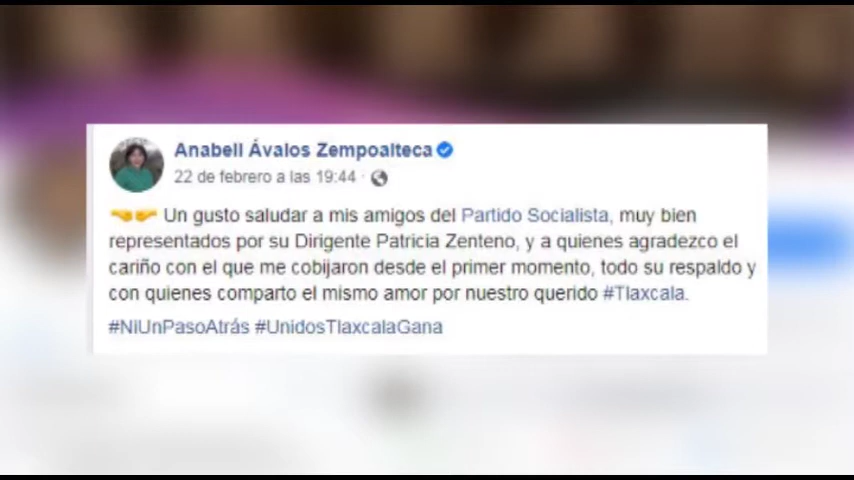 Anabell Ávalos Zempoalteca
22 de febrero a las 19:44 ·
Un gusto saludar a mis amigos del Partido Socialista, muy bien
representados por su Dirigente Patricia Zenteno, y a quienes agradezco el
cariño con el que me cobijaron desde el primer momento, todo su respaldo y
con quienes comparto el mismo amor por nuestro querido #Tlaxcala.
#NiUnPasoAtrás #UnidosTlaxcalaGana